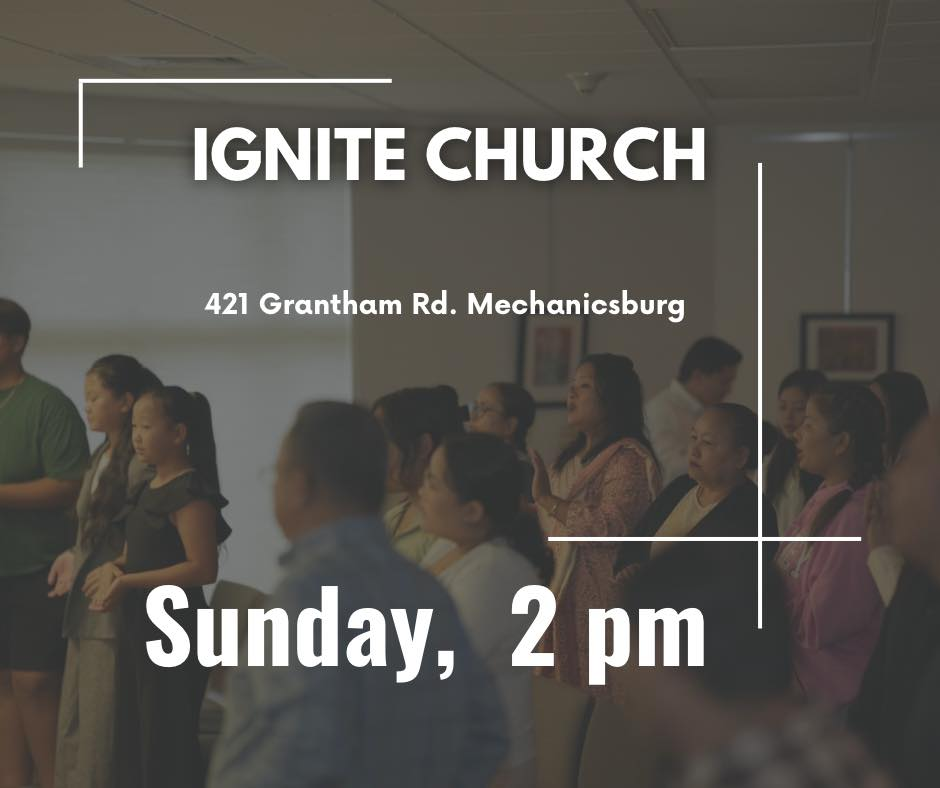 IGNITE CHURCH
421 Grantham Rd. Mechanicsburg
Sunday, 2 pm